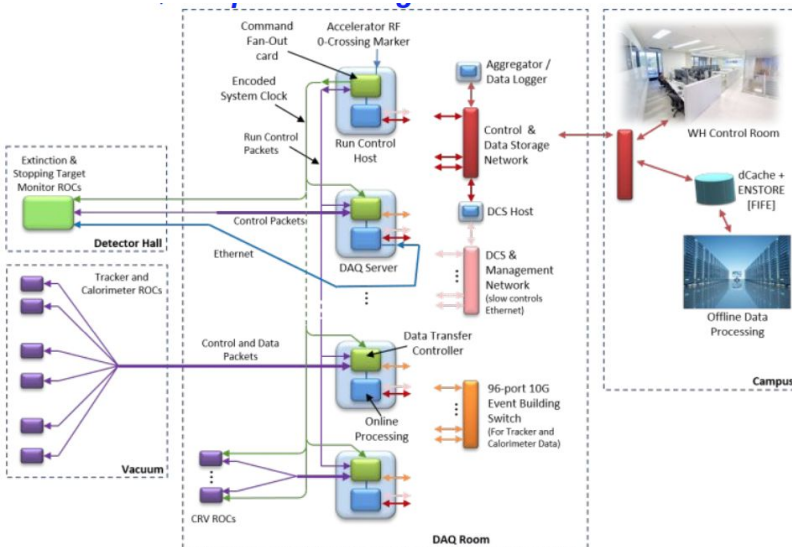 Command
Fan-Out
card
Accelerator RF
0-Crossing Marker
Encoded
System Clock
Run Control
Packets
Run Control
Host
Aggregator /
Data Logger
Control &
Data Storage
Network
DCS Host
DCS &
Management
Network
(slow controls
Ethernet)
WH Control Room
dCache +
ENSTORE
[FIFE]
Offline Data
Processing
Campus
Extinction &
Stopping Target
Monitor ROCs
Detector Hall
Control Packets
Ethernet
DAQ Server
Tracker and
Calorimeter ROCs
Vacuum
Control and Data
Packets
Data Transfer
Controller
Online
Processing
96-port 10G
Event Building
Switch
(For Tracker and
Calorimeter Data)
CRV ROCs
DAQ Room